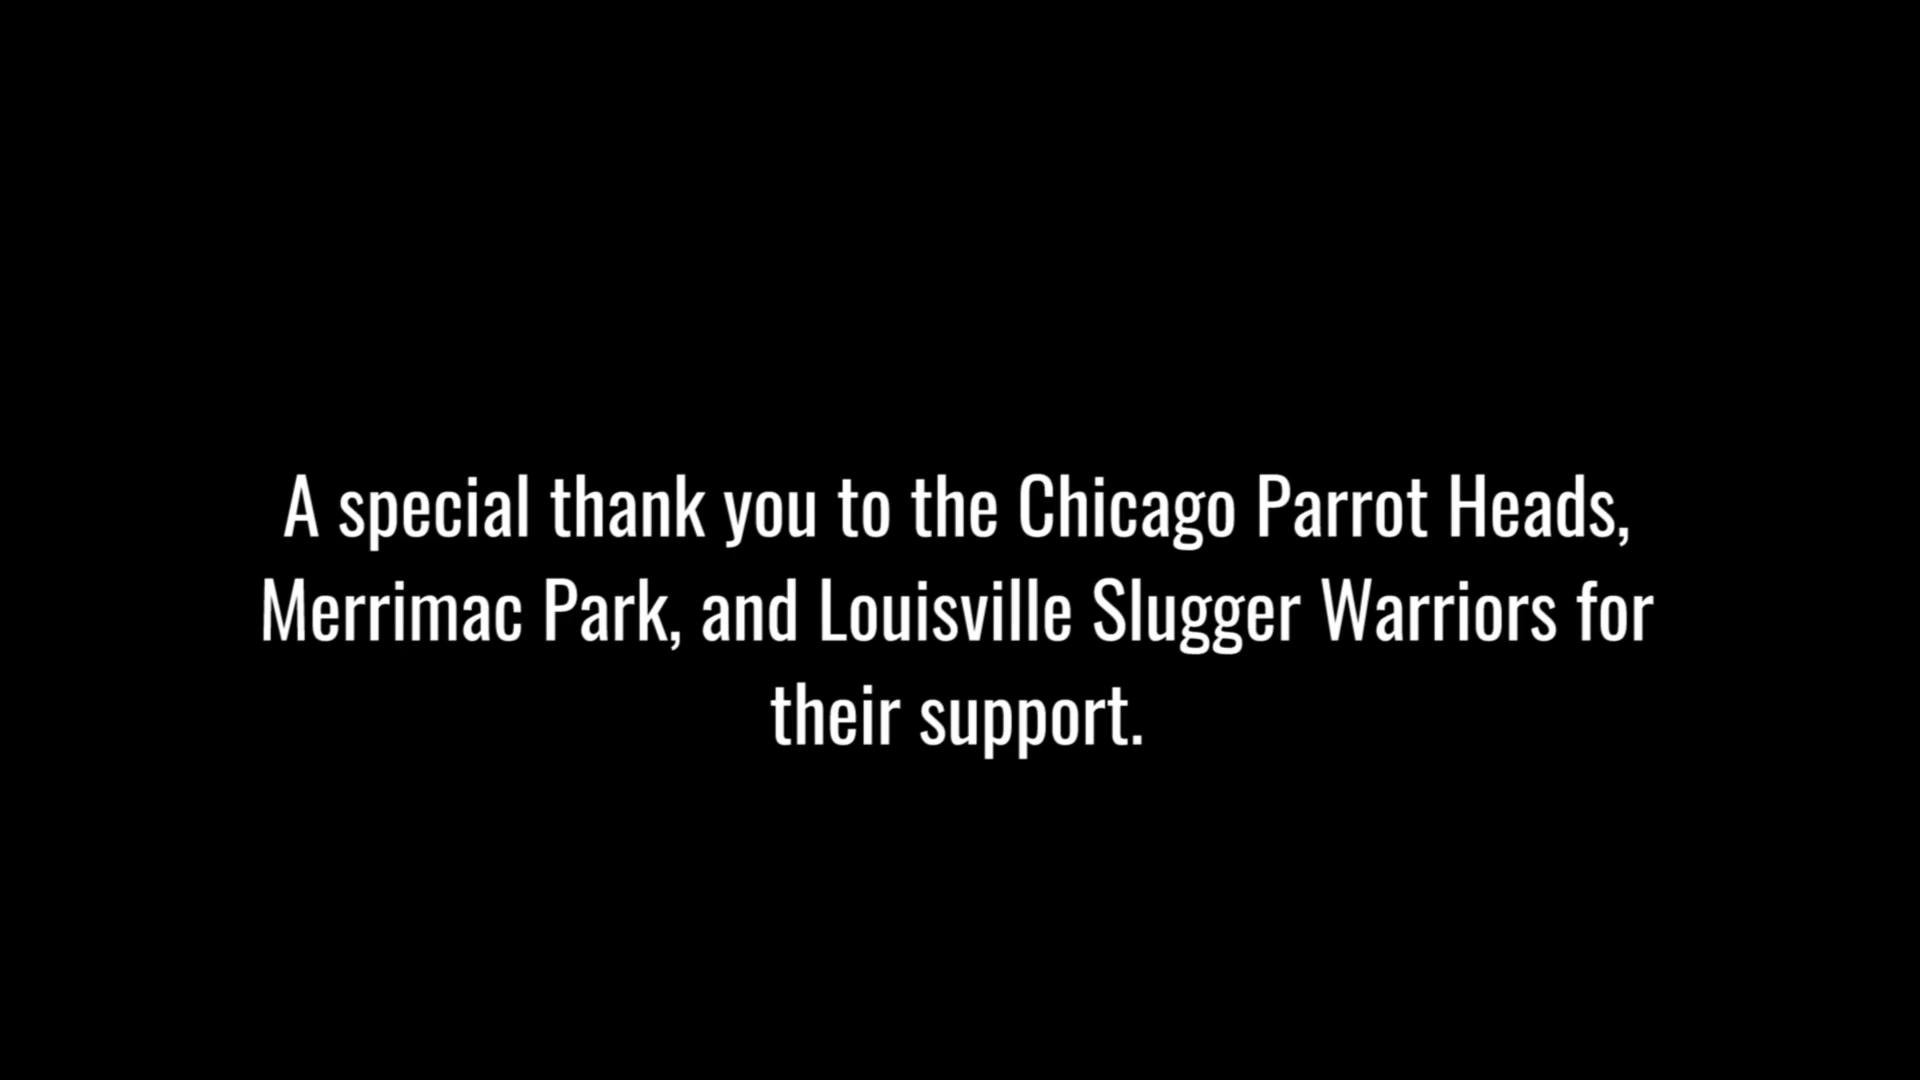 A special thank you to the Chicago Parrot Heads,
Merrimac Park, and Louisville Slugger Warriors for
their support.